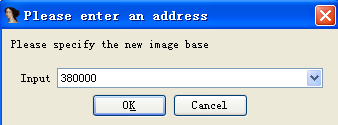 Please enter an address
Please specify the new image base
Input 380000
OK Cancel